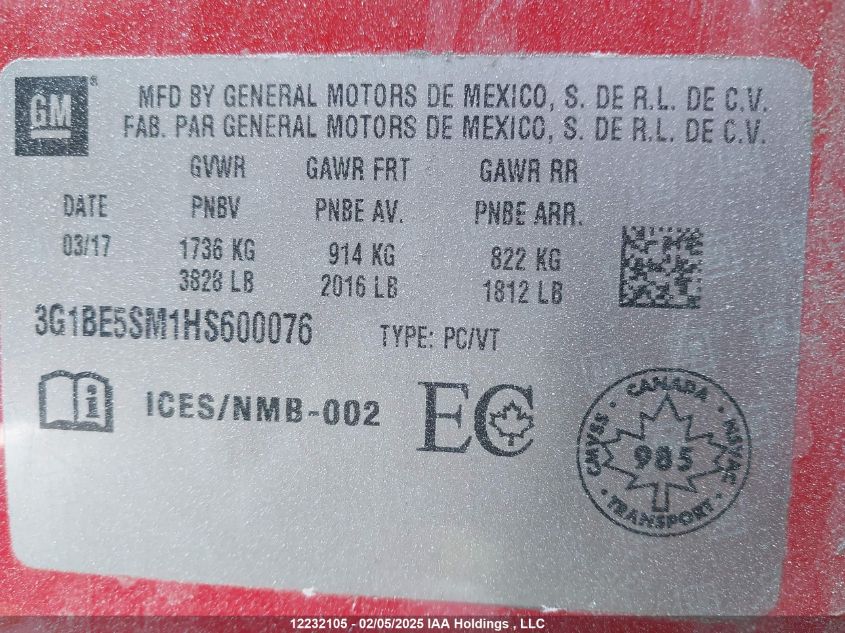 GM®
MFD BY GENERAL MOTORS DE MEXICO, S. DE R.L. DE C.V.
FAB. PAR GENERAL MOTORS DE MEXICO, S. DE R.L. DE C.V.
GVWR GAWR FRT GAWR RR
DATE PNBV PNBE AV. PNBE ARR.
03/17 1736 KG 914 KG 822 KG
3828 LB 2016 LB 1812 LB
3G1BE5SM1HS600076 TYPE: PC/VT
i ICES/NMB-002 EC
CANADA
CMVSS · NSVAC
985
TRANSPORT
12232105 - 02/05/2025 IAA Holdings , LLC